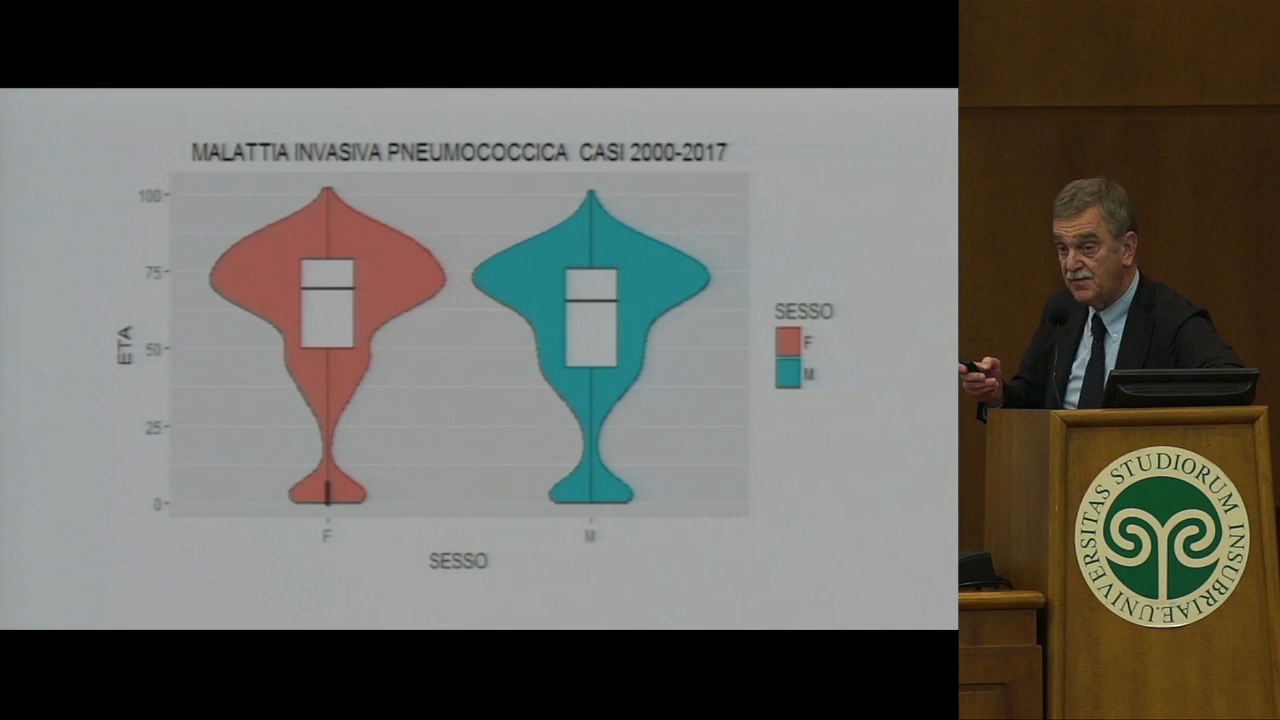 MALATTIA INVASIVA PNEUMOCOCCICA CASI 2000-2017
100
75
50
25
0
ETA
F
M
SESSO
SESSO
F
M
UNIVERSITAS STUDIORUM INSUBRIAE